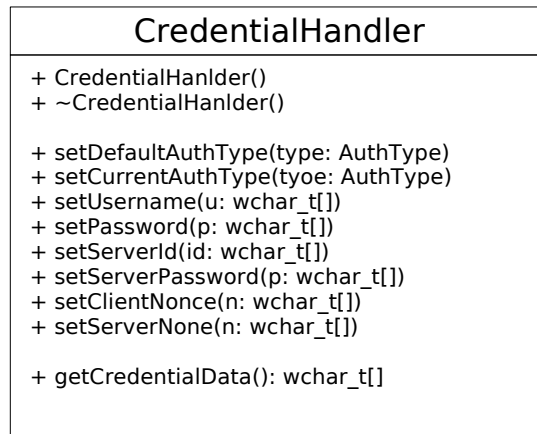 CredentialHandler
+ CredentialHanlder()
+ ~CredentialHanlder()
+ setDefaultAuthType(type: AuthType)
+ setCurrentAuthType(tyoe: AuthType)
+ setUsername(u: wchar_t[])
+ setPassword(p: wchar_t[])
+ setServerId(id: wchar_t[])
+ setServerPassword(p: wchar_t[])
+ setClientNonce(n: wchar_t[])
+ setServerNone(n: wchar_t[])
+ getCredentialData(): wchar_t[]